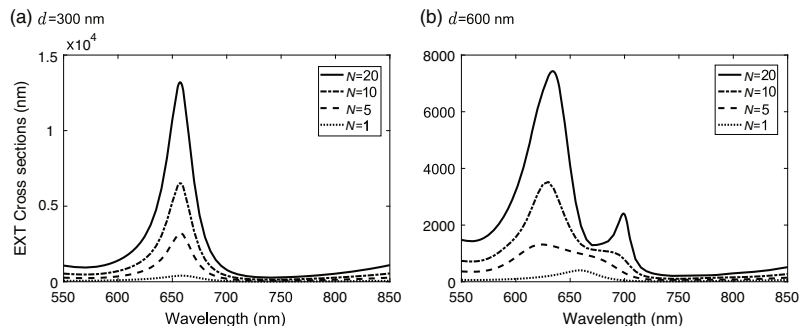 (a) d=300 nm
×10⁴
EXT Cross sections (nm)
1.5
1
0.5
0
550 600 650 700 750 800 850
Wavelength (nm)
N=20
N=10
N=5
N=1
(b) d=600 nm
8000
6000
4000
2000
0
550 600 650 700 750 800 850
Wavelength (nm)
N=20
N=10
N=5
N=1